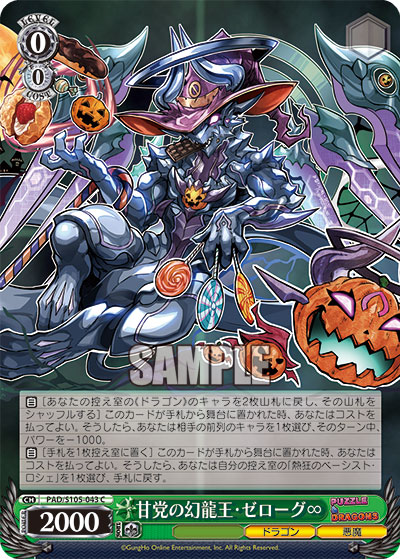 LEVEL
0
0
COST
SAMPLE
【自】 [あなたの控え室の《ドラゴン》のキャラを2枚山札に戻し、その山札を
シャッフルする] このカードが手札から舞台に置かれた時、あなたはコストを
払ってよい。そうしたら、あなたは相手の前列のキャラを1枚選び、そのターン中、
パワーを−1000。
【自】 [手札を1枚控え室に置く] このカードが手札から舞台に置かれた時、あなたは
コストを払ってよい。そうしたら、あなたは自分の控え室の「熱狂のベーシスト・
ロシェ」を1枚選び、手札に戻す。
CH PAD/S105-043 C
2000
甘党の幻龍王・ゼローグ∞
PUZZLE & DRAGONS
ドラゴン
悪魔
©GungHo Online Entertainment, Inc. All Rights Reserved.